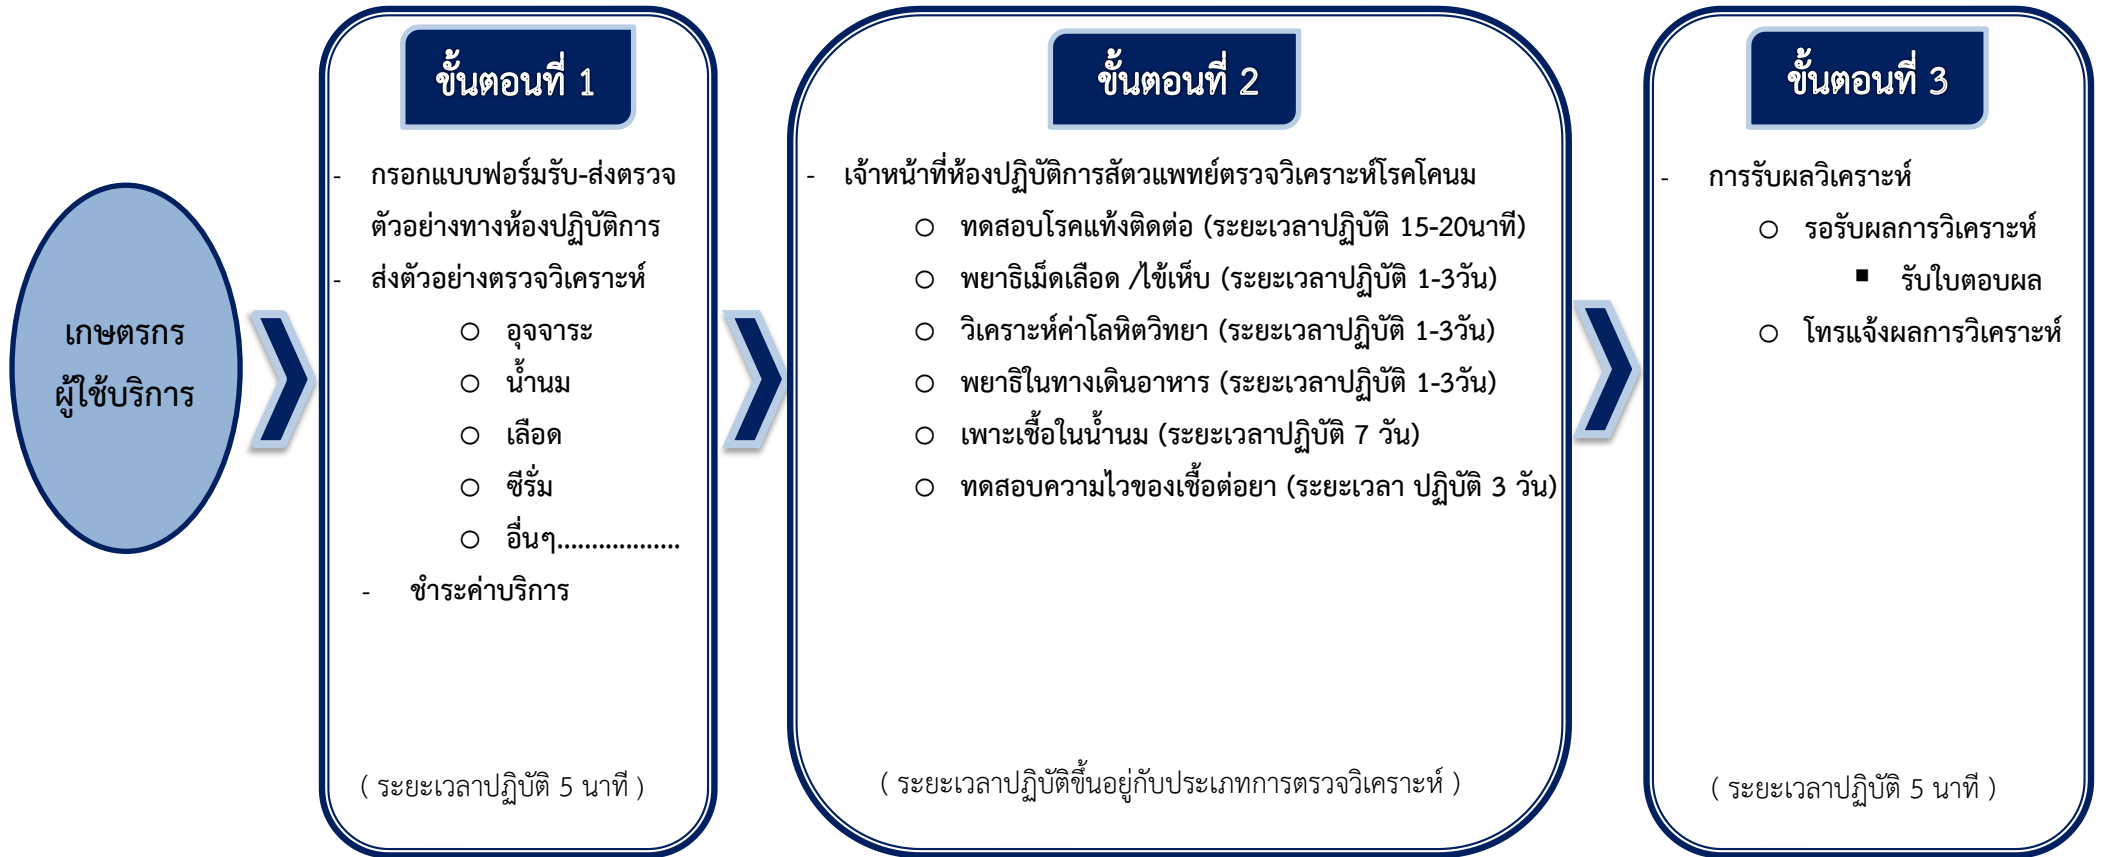 เกษตรกร
ผู้ใช้บริการ
ขั้นตอนที่ 1
- กรอกแบบฟอร์มรับ-ส่งตรวจ
ตัวอย่างทางห้องปฏิบัติการ
- ส่งตัวอย่างตรวจวิเคราะห์
o อุจจาระ
o น้ำนม
o เลือด
o ซีรั่ม
o อื่นๆ..................
- ชำระค่าบริการ
( ระยะเวลาปฏิบัติ 5 นาที )
ขั้นตอนที่ 2
- เจ้าหน้าที่ห้องปฏิบัติการสัตวแพทย์ตรวจวิเคราะห์โรคโคนม
o ทดสอบโรคแท้งติดต่อ (ระยะเวลาปฏิบัติ 15-20นาที)
o พยาธิเม็ดเลือด /ไข้เห็บ (ระยะเวลาปฏิบัติ 1-3วัน)
o วิเคราะห์ค่าโลหิตวิทยา (ระยะเวลาปฏิบัติ 1-3วัน)
o พยาธิในทางเดินอาหาร (ระยะเวลาปฏิบัติ 1-3วัน)
o เพาะเชื้อในน้ำนม (ระยะเวลาปฏิบัติ 7 วัน)
o ทดสอบความไวของเชื้อต่อยา (ระยะเวลา ปฏิบัติ 3 วัน)
( ระยะเวลาปฏิบัติขึ้นอยู่กับประเภทการตรวจวิเคราะห์ )
ขั้นตอนที่ 3
- การรับผลวิเคราะห์
o รอรับผลการวิเคราะห์
▪ รับใบตอบผล
o โทรแจ้งผลการวิเคราะห์
( ระยะเวลาปฏิบัติ 5 นาที )